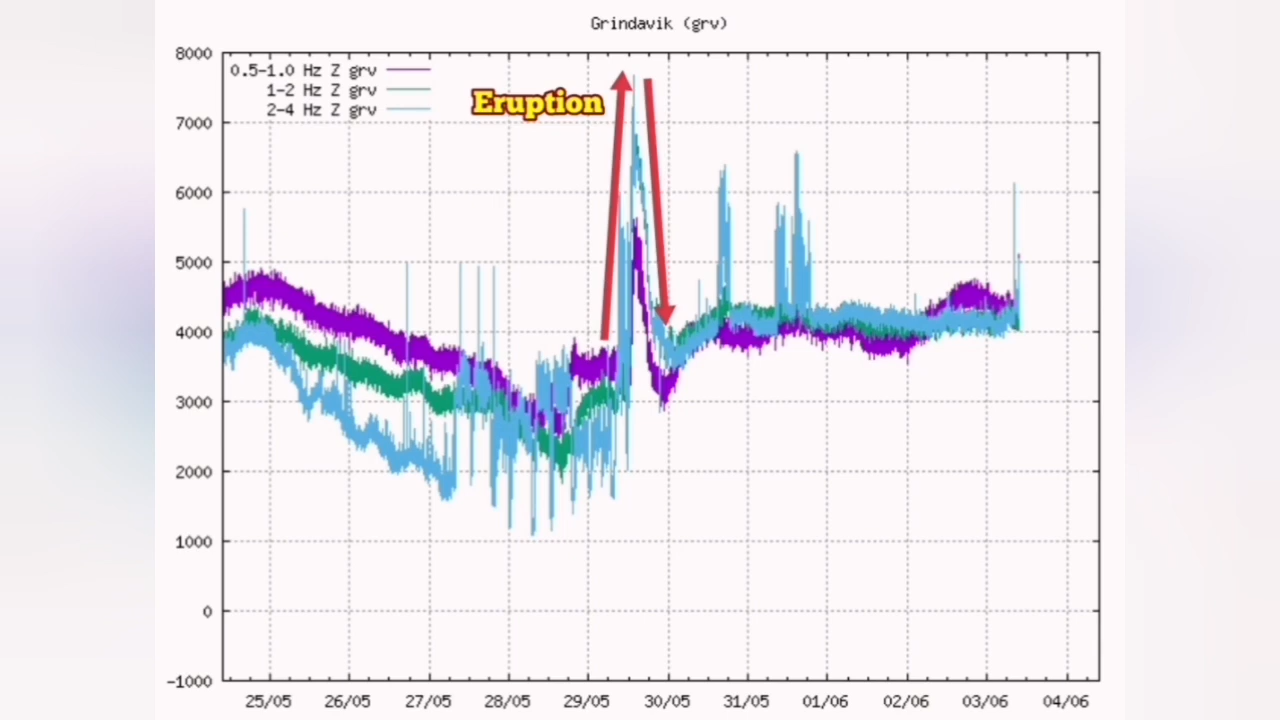 Grindavik (grv)
8000
0.5-1.0 Hz Z grv
1-2 Hz Z grv
2-4 Hz Z grv
Eruption
7000
6000
5000
4000
3000
2000
1000
0
-1000
25/05 26/05 27/05 28/05 29/05 30/05 31/05 01/06 02/06 03/06 04/06